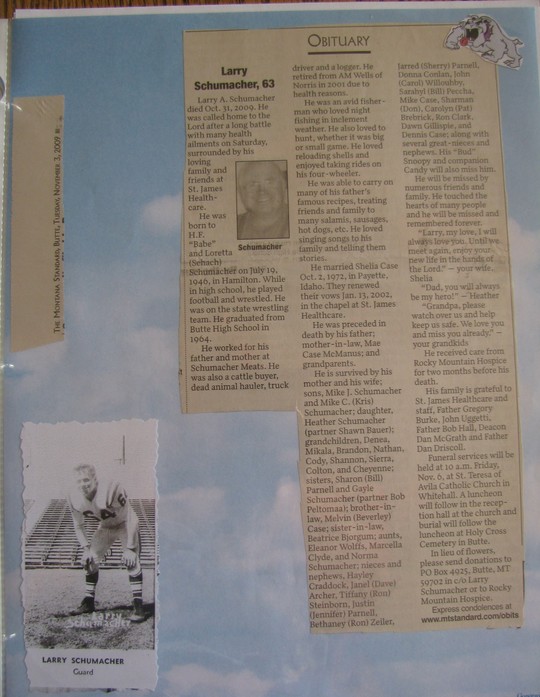 OBITUARY
Larry
Schumacher, 63
Larry A. Schumacher
died Oct. 31, 2009. He
was called home to the
Lord after a long battle
with many health
ailments on Saturday,
surrounded by his
loving
family and
friends at
St. James
Health-
care.
He was
born to
H.F.
"Babe"
and Loretta
(Sehach)
Schumacher on July 19,
1946, in Hamilton. While
in high school, he played
football and wrestled. He
was on the state wrestling
team. He graduated from
Butte High School in
1964.
He worked for his
father and mother at
Schumacher Meats. He
was also a cattle buyer,
dead animal hauler, truck
Schumacher
driver and a logger. He
retired from AM Wells of
Norris in 2001 due to
health reasons.
He was an avid fisher-
man who loved night
fishing in inclement
weather. He also loved to
hunt, whether it was big
or small game. He loved
reloading shells and
enjoyed taking rides on
his four-wheeler.
He was able to carry on
many of his father's
famous recipes, treating
friends and family to
many salamis, sausages,
hot dogs, etc. He loved
singing songs to his
family and telling them
stories.
He married Shelia Case
Oct. 2, 1972, in Payette,
Idaho. They renewed
their vows Jan. 13, 2002,
in the chapel at St. James
Healthcare.
He was preceded in
death by his father;
mother-in-law, Mae
Case McManus; and
grandparents.
He is survived by his
mother and his wife;
sons, Mike J. Schumacher
and Mike C. (Kris)
Schumacher; daughter,
Heather Schumacher
(partner Shawn Bauer);
grandchildren, Denea,
Mikala, Brandon, Nathan,
Cody, Shannon, Sierra,
Colton, and Cheyenne;
sisters, Sharon (Bill)
Parnell and Gayle
Schumacher (partner Bob
Peltomaa); brother-in-
law, Melvin (Beverley)
Case; sister-in-law,
Beatrice Bjorgum; aunts,
Eleanor Wolffs, Marcella
Clyde, and Norma
Schumacher; nieces and
nephews, Hayley
Craddock, Janel (Dave)
Archer, Tiffany (Ron)
Steinborn, Justin
(Jennifer) Parnell,
Bethaney (Ron) Zeiler,
Jarred (Sherry) Parnell,
Donna Conlan, John
(Carol) Willouhby,
Sarabyl (Bill) Peccha,
Mike Case, Sharman
(Don), Carolyn (Pat)
Brebrick, Ron Clark,
Dawn Gillispie, and
Dennis Case; along with
several great-nieces and
nephews. His "Bud"
Snoopy and companion
Candy will also miss him.
He will be missed by
numerous friends and
family. He touched the
hearts of many people
and he will be missed and
remembered forever.
"Larry, my love, I will
always love you. Until we
meet again, enjoy your
new life in the hands of
the Lord." — your wife,
Shelia
"Dad, you will always
be my hero!" — Heather
"Grandpa, please
watch over us and help
keep us safe. We love you
and miss you already," —
your grandkids
He received care from
Rocky Mountain Hospice
for two months before his
death.
His family is grateful to
St. James Healthcare and
staff, Father Gregory
Burke, John Uggetti,
Father Bob Hall, Deacon
Dan McGrath and Father
Dan Driscoll.
Funeral services will be
held at 10 a.m. Friday,
Nov. 6, at St. Teresa of
Avila Catholic Church in
Whitehall. A luncheon
will follow in the recep-
tion hall at the church and
burial will follow the
luncheon at Holy Cross
Cemetery in Butte.
In lieu of flowers,
please send donations to
PO Box 4925, Butte, MT
59702 in c/o Larry
Schumacher or to Rocky
Mountain Hospice.
Express condolences at
www.mtstandard.com/obits
THE MONTANA STANDARD, BUTTE, TUESDAY, NOVEMBER 3, 2009
Larry
Schumacher
LARRY SCHUMACHER
Guard